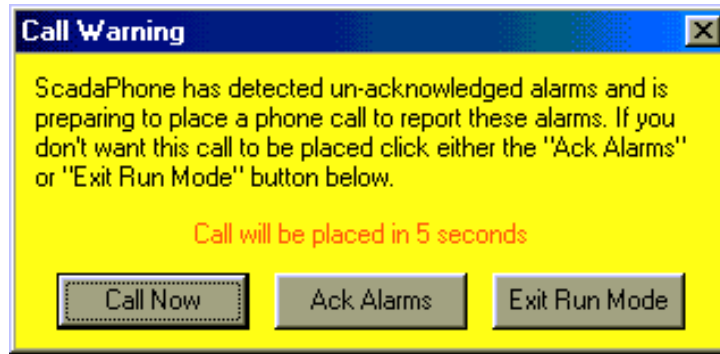 Call Warning
ScadaPhone has detected un-acknowledged alarms and is
preparing to place a phone call to report these alarms. If you
don't want this call to be placed click either the "Ack Alarms"
or "Exit Run Mode" button below.
Call will be placed in 5 seconds
Call Now
Ack Alarms
Exit Run Mode